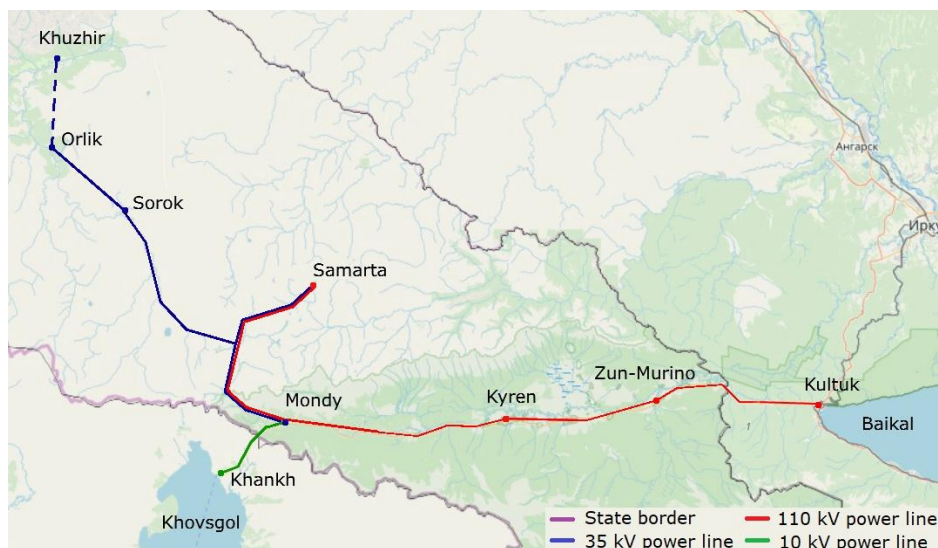 Khuzhir
Orlik
Sorok
Ангарск
Ирку
Samarta
Mondy
Kyren
Zun-Murino
Kultuk
Baikal
1
Khankh
Khovsgol
State border
110 kV power line
35 kV power line
10 kV power line